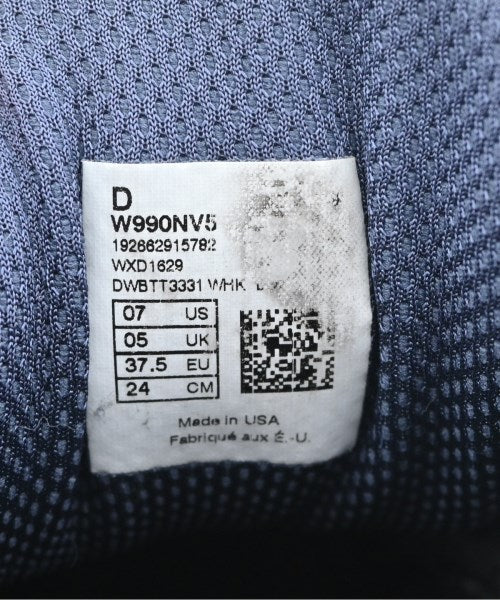 D
W990NV5
192662915782
WXD1629
DWBTT3331 WHK
07 US
05 UK
37.5 EU
24 CM
Made in USA
Fabriqué aux É.-U.